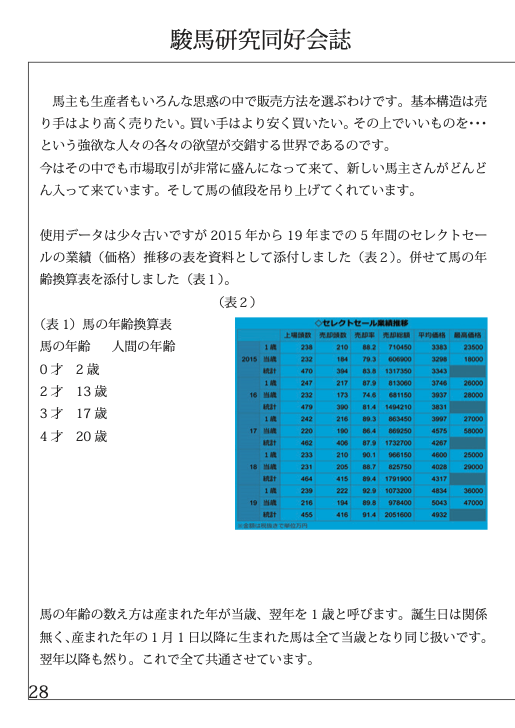 駿馬研究同好会誌
馬主も生産者もいろんな思惑の中で販売方法を選ぶわけです。基本構造は売
り手はより高く売りたい。買い手はより安く買いたい。その上でいいものを・・・
という強欲な人々の各々の欲望が交錯する世界であるのです。
今はその中でも市場取引が非常に盛んになって来て、新しい馬主さんがどんど
ん入って来ています。そして馬の値段を吊り上げてくれています。
使用データは少々古いですが 2015 年から 19 年までの 5 年間のセレクトセー
ルの業績（価格）推移の表を資料として添付しました（表２）。併せて馬の年
齢換算表を添付しました（表１）。
（表２）
（表 1）馬の年齢換算表
馬の年齢　人間の年齢
0 才　2 歳
2 才　13 歳
3 才　17 歳
4 才　20 歳
◇セレクトセール業績推移
上場頭数 売却頭数 売却率 売却総額 平均価格 最高価格
1歳 238 210 88.2 710450 3383 23500
2015 当歳 232 184 79.3 606900 3298 18000
統計 470 394 83.8 1317350 3343
1歳 247 217 87.9 813060 3746 26000
16 当歳 232 173 74.6 681150 3937 28000
統計 479 390 81.4 1494210 3831
1歳 242 216 89.3 863450 3997 27000
17 当歳 220 190 86.4 869250 4575 58000
統計 462 406 87.9 1732700 4267
1歳 233 210 90.1 966150 4600 25000
18 当歳 231 205 88.7 825750 4028 29000
統計 464 415 89.4 1791900 4317
1歳 239 222 92.9 1073200 4834 36000
19 当歳 216 194 89.8 978400 5043 47000
統計 455 416 91.4 2051600 4932
※金額は税抜きで単位万円
馬の年齢の数え方は産まれた年が当歳、翌年を 1 歳と呼びます。誕生日は関係
無く、産まれた年の 1 月 1 日以降に生まれた馬は全て当歳となり同じ扱いです。
翌年以降も然り。これで全て共通させています。
28